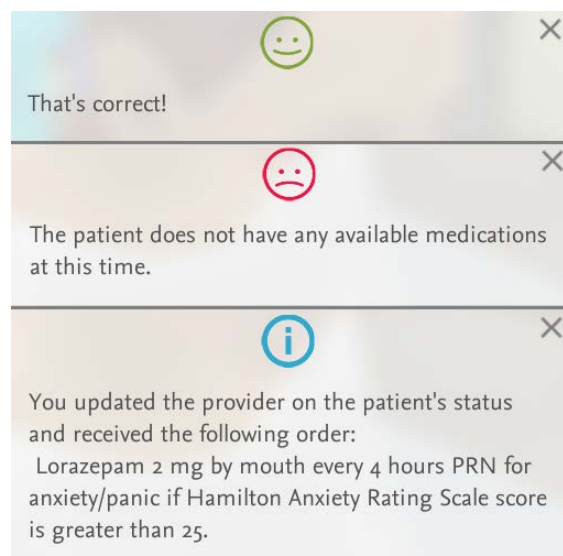 That's correct!
The patient does not have any available medications
at this time.
You updated the provider on the patient's status
and received the following order:
Lorazepam 2 mg by mouth every 4 hours PRN for
anxiety/panic if Hamilton Anxiety Rating Scale score
is greater than 25.